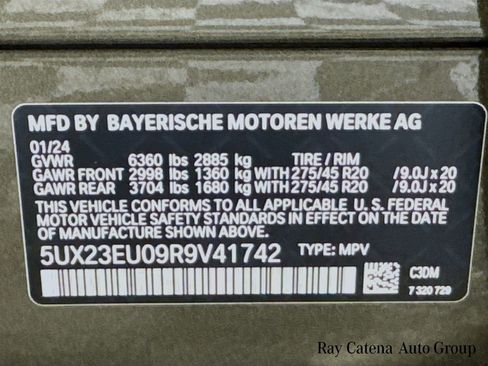 MFD BY BAYERISCHE MOTOREN WERKE AG
01/24
GVWR 6360 lbs 2885 kg TIRE / RIM
GAWR FRONT 2998 lbs 1360 kg WITH 275/45 R20 /9.0J x 20
GAWR REAR 3704 lbs 1680 kg WITH 275/45 R20 /9.0J x 20
THIS VEHICLE CONFORMS TO ALL APPLICABLE U. S. FEDERAL
MOTOR VEHICLE SAFETY STANDARDS IN EFFECT ON THE DATE OF
MANUFACTURE SHOWN ABOVE.
5UX23EU09R9V41742 TYPE: MPV
C3DM
7 320 729
Ray Catena Auto Group